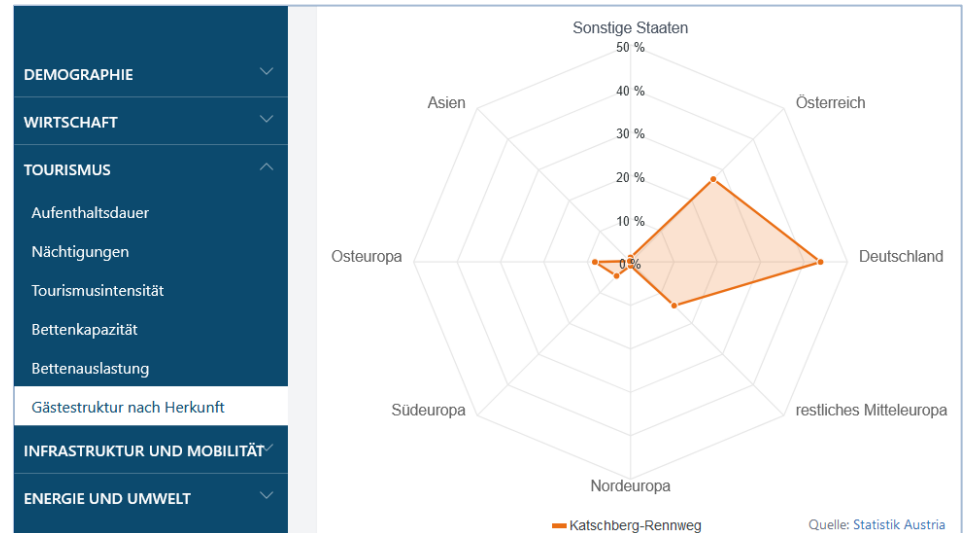 DEMOGRAPHIE
WIRTSCHAFT
TOURISMUS
Aufenthaltsdauer
Nächtigungen
Tourismusintensität
Bettenkapazität
Bettenauslastung
Gästestruktur nach Herkunft
INFRASTRUKTUR UND MOBILITÄT
ENERGIE UND UMWELT
Sonstige Staaten
50 %
40 %
30 %
20 %
10 %
0 %
Österreich
Deutschland
restliches Mitteleuropa
Nordeuropa
Südeuropa
Osteuropa
Asien
Katschberg-Rennweg
Quelle: Statistik Austria